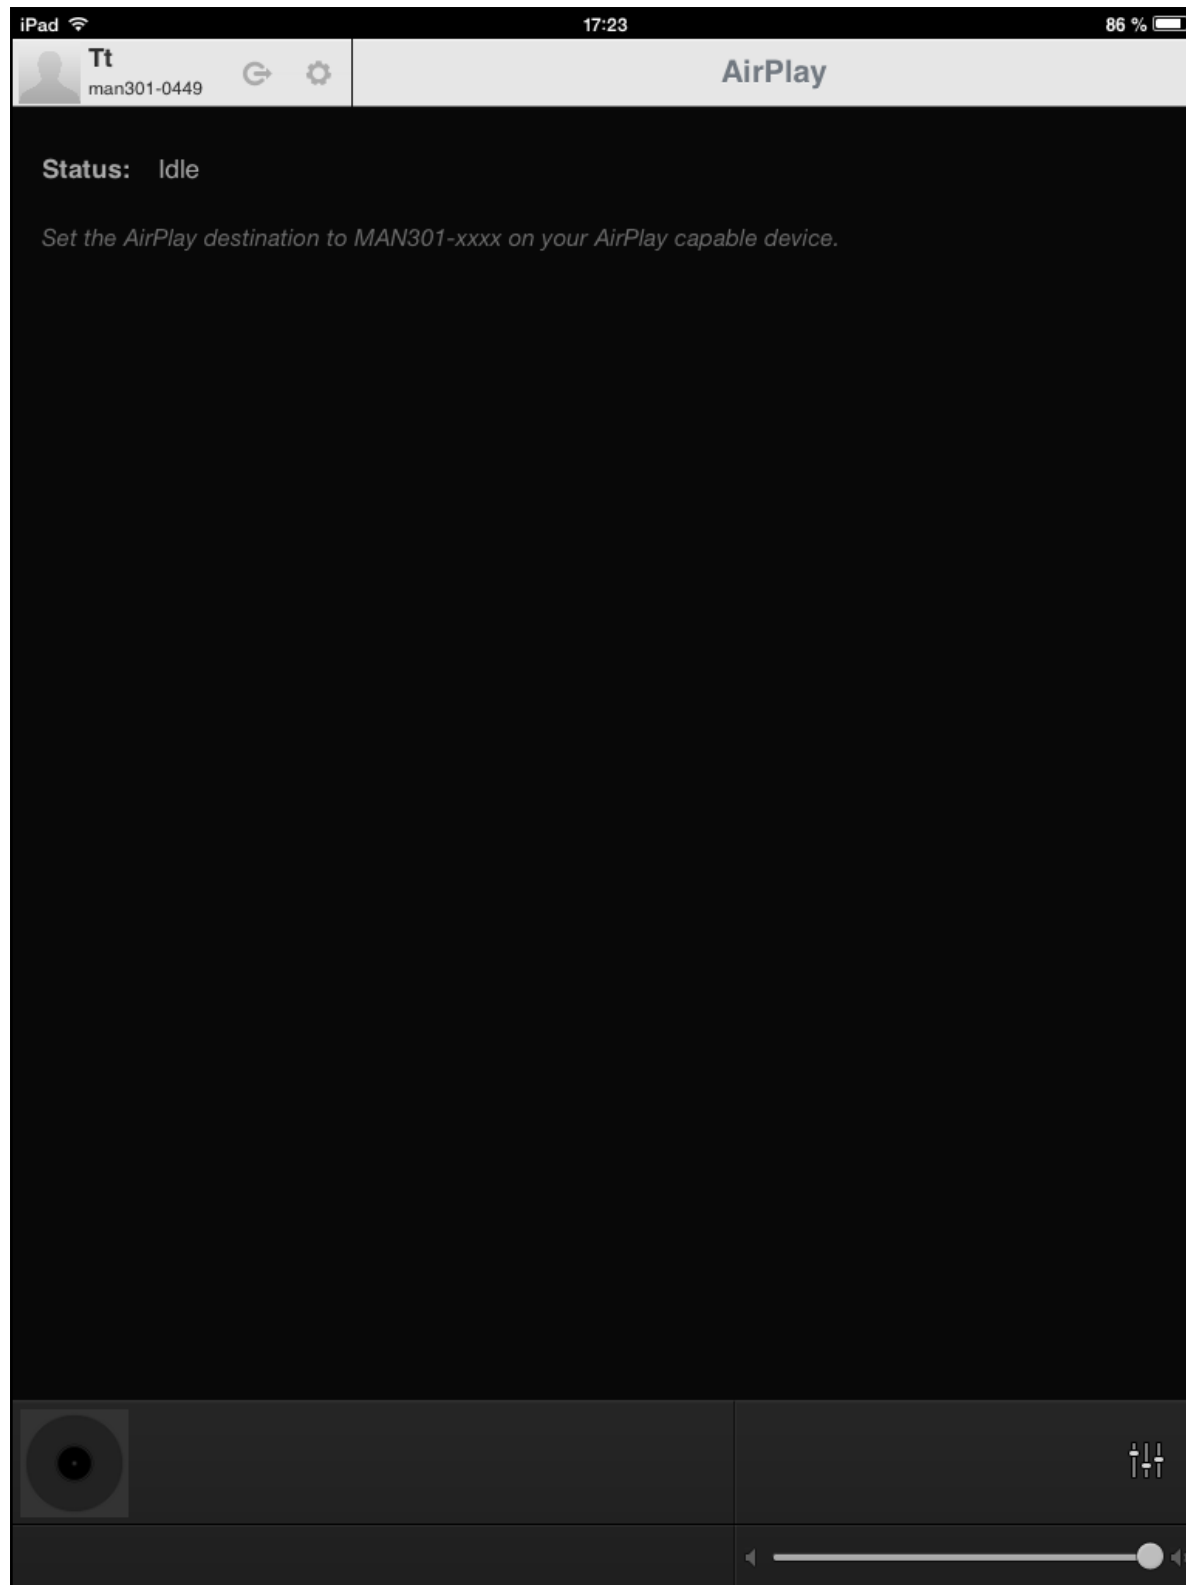 iPad 17:23 86 %
Tt
man301-0449
AirPlay
Status: Idle
Set the AirPlay destination to MAN301-xxxx on your AirPlay capable device.